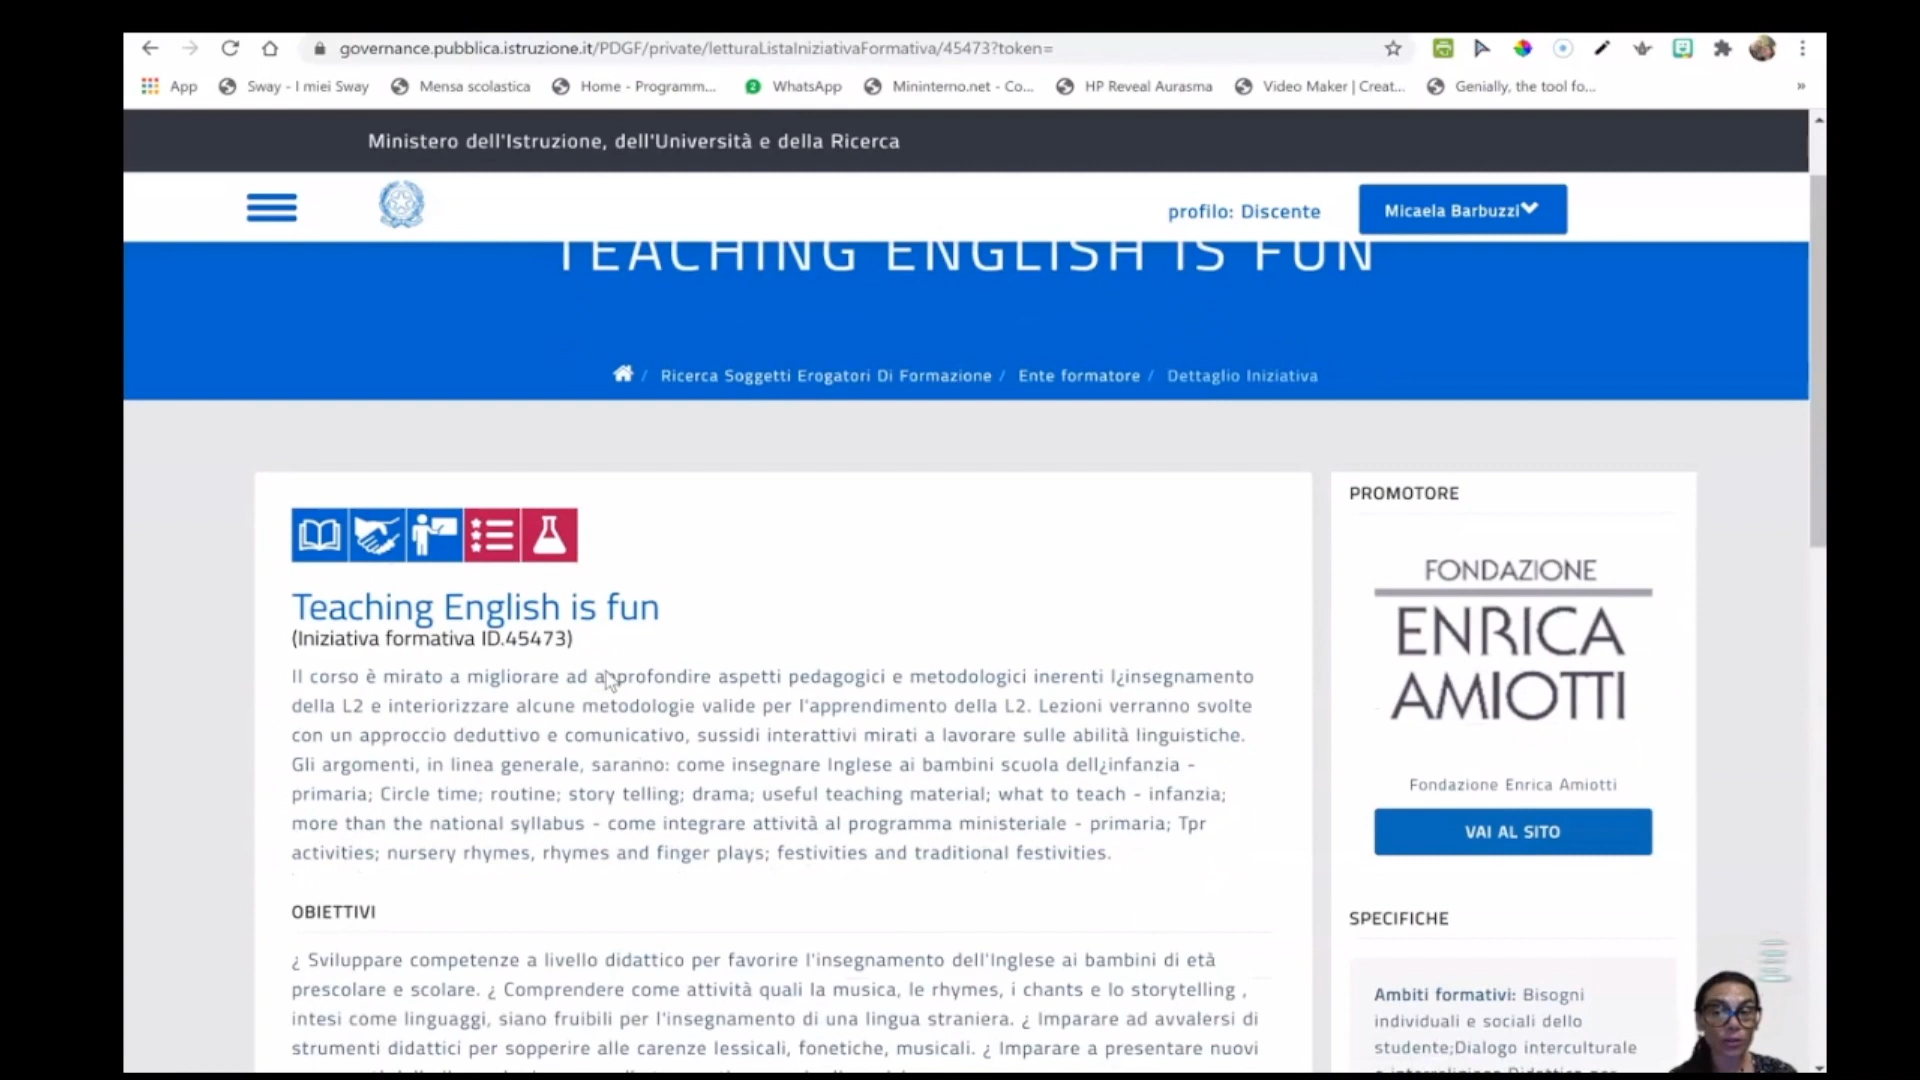 governance.pubblica.istruzione.it/PDGF/private/letturaListaIniziativaFormativa/45473?token=
App Sway - I miei Sway Mensa scolastica Home - Programm... 2 WhatsApp Mininterno.net - Co... HP Reveal Aurasma Video Maker | Creat... Genially, the tool fo... »
Ministero dell'Istruzione, dell'Università e della Ricerca
profilo: Discente
Micaela Barbuzzi
TEACHING ENGLISH IS FUN
/ Ricerca Soggetti Erogatori Di Formazione / Ente formatore / Dettaglio Iniziativa
Teaching English is fun
(Iniziativa formativa ID.45473)
Il corso è mirato a migliorare ad approfondire aspetti pedagogici e metodologici inerenti l¿insegnamento
della L2 e interiorizzare alcune metodologie valide per l'apprendimento della L2. Lezioni verranno svolte
con un approccio deduttivo e comunicativo, sussidi interattivi mirati a lavorare sulle abilità linguistiche.
Gli argomenti, in linea generale, saranno: come insegnare Inglese ai bambini scuola dell¿infanzia -
primaria; Circle time; routine; story telling; drama; useful teaching material; what to teach - infanzia;
more than the national syllabus - come integrare attività al programma ministeriale - primaria; Tpr
activities; nursery rhymes, rhymes and finger plays; festivities and traditional festivities.
OBIETTIVI
¿ Sviluppare competenze a livello didattico per favorire l'insegnamento dell'Inglese ai bambini di età
prescolare e scolare. ¿ Comprendere come attività quali la musica, le rhymes, i chants e lo storytelling ,
intesi come linguaggi, siano fruibili per l'insegnamento di una lingua straniera. ¿ Imparare ad avvalersi di
strumenti didattici per sopperire alle carenze lessicali, fonetiche, musicali. ¿ Imparare a presentare nuovi
PROMOTORE
FONDAZIONE
ENRICA
AMIOTTI
Fondazione Enrica Amiotti
VAI AL SITO
SPECIFICHE
Ambiti formativi: Bisogni
individuali e sociali dello
studente;Dialogo interculturale